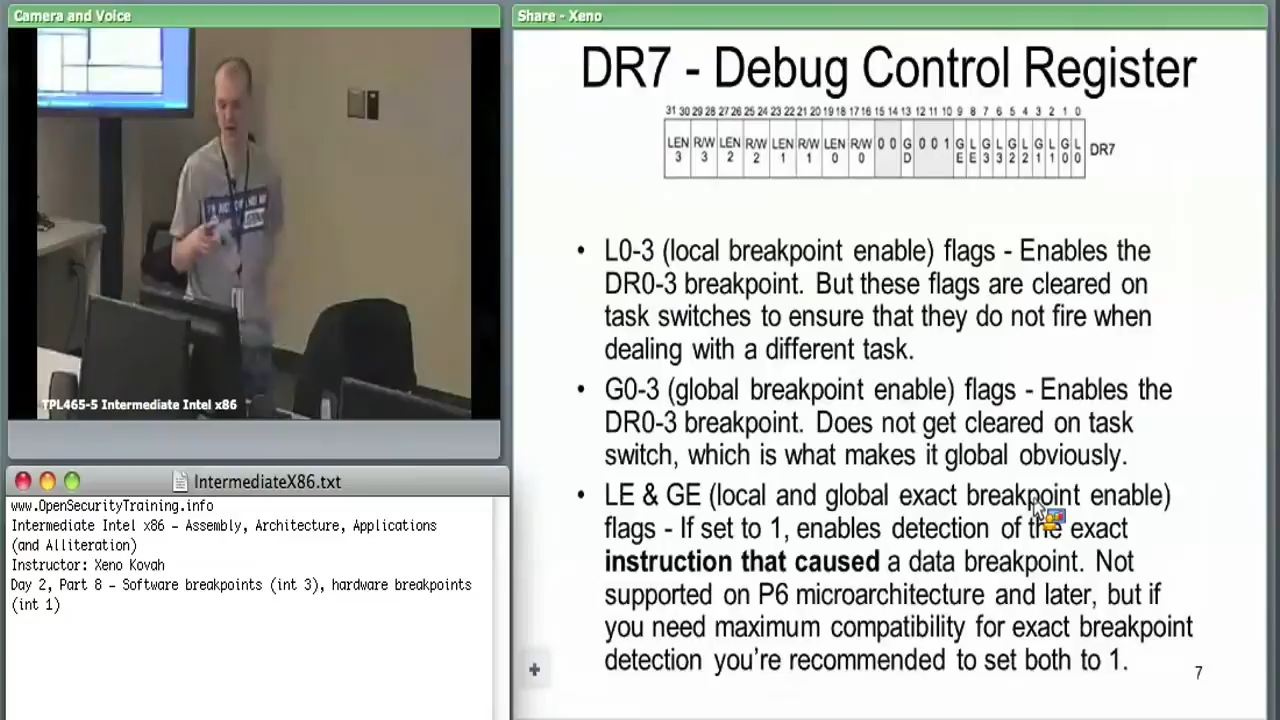 Camera and Voice
TPL465-5 Intermediate Intel x86
IntermediateX86.txt
www.OpenSecurityTraining.info
Intermediate Intel x86 – Assembly, Architecture, Applications
(and Alliteration)
Instructor: Xeno Kovah
Day 2, Part 8 – Software breakpoints (int 3), hardware breakpoints
(int 1)
Share - Xeno
DR7 - Debug Control Register
31 30 29 28 27 26 25 24 23 22 21 20 19 18 17 16 15 14 13 12 11 10 9 8 7 6 5 4 3 2 1 0
LEN 3 R/W 3 LEN 2 R/W 2 LEN 1 R/W 1 LEN 0 R/W 0 0 0 G D 0 0 1 G E L E G 3 L 3 G 2 L 2 G 1 L 1 G 0 L 0 DR7
• L0-3 (local breakpoint enable) flags - Enables the
DR0-3 breakpoint. But these flags are cleared on
task switches to ensure that they do not fire when
dealing with a different task.
• G0-3 (global breakpoint enable) flags - Enables the
DR0-3 breakpoint. Does not get cleared on task
switch, which is what makes it global obviously.
• LE & GE (local and global exact breakpoint enable)
flags - If set to 1, enables detection of the exact
instruction that caused a data breakpoint. Not
supported on P6 microarchitecture and later, but if
you need maximum compatibility for exact breakpoint
detection you're recommended to set both to 1.
7